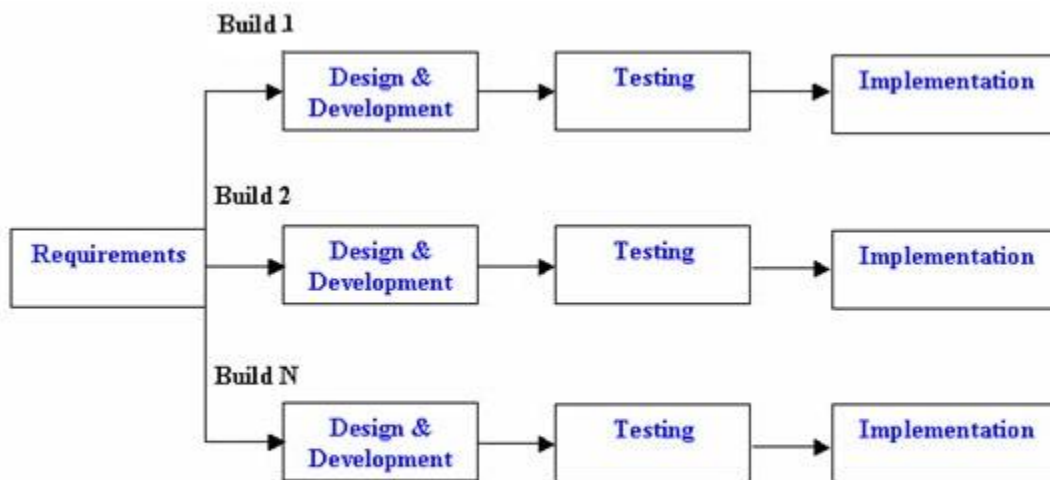 Build 1
Design &
Development
Testing
Implementation
Build 2
Requirements
Design &
Development
Testing
Implementation
Build N
Design &
Development
Testing
Implementation